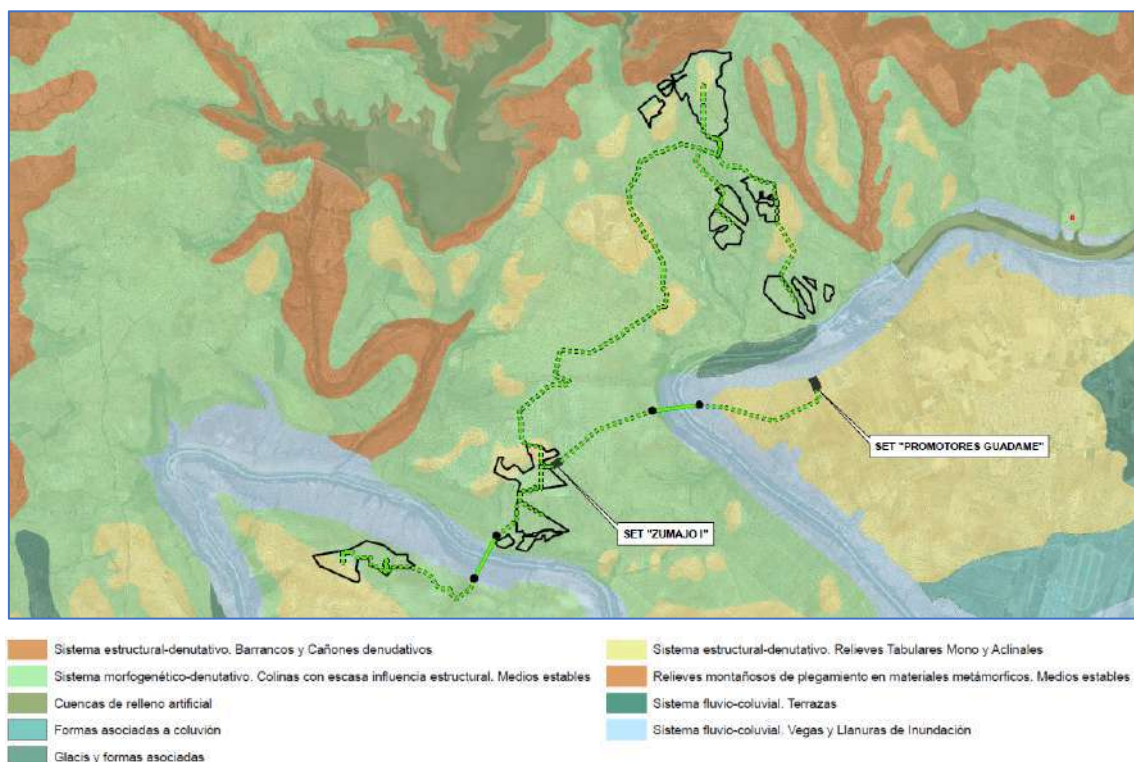 SET "PROMOTORES GUADAME"
SET "ZUMAJO I"
Sistema estructural-denutativo. Barrancos y Cañones denudativos
Sistema morfogenético-denutativo. Colinas con escasa influencia estructural. Medios estables
Cuencas de relleno artificial
Formas asociadas a coluvión
Glacis y formas asociadas
Sistema estructural-denutativo. Relieves Tabulares Mono y Aclinales
Relieves montañosos de plegamiento en materiales metámorficos. Medios estables
Sistema fluvio-coluvial. Terrazas
Sistema fluvio-coluvial. Vegas y Llanuras de Inundación